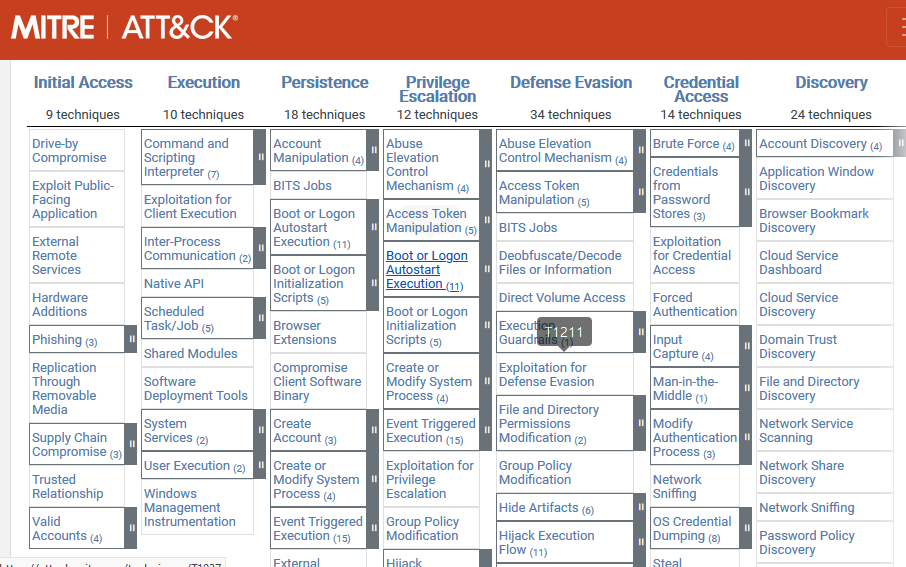 MITRE | ATT&CK®
Initial Access
9 techniques
Drive-by
Compromise
Exploit Public-
Facing
Application
External
Remote
Services
Hardware
Additions
Phishing (3)
Replication
Through
Removable
Media
Supply Chain
Compromise (3)
Trusted
Relationship
Valid
Accounts (4)
Execution
10 techniques
Command and
Scripting
Interpreter (7)
Exploitation for
Client Execution
Inter-Process
Communication (2)
Native API
Scheduled
Task/Job (5)
Shared Modules
Software
Deployment Tools
System
Services (2)
User Execution (2)
Windows
Management
Instrumentation
Persistence
18 techniques
Account
Manipulation (4)
BITS Jobs
Boot or Logon
Autostart
Execution (11)
Boot or Logon
Initialization
Scripts (5)
Browser
Extensions
Compromise
Client Software
Binary
Create
Account (3)
Create or
Modify System
Process (4)
Event Triggered
Execution (15)
External
Privilege
Escalation
12 techniques
Abuse
Elevation
Control
Mechanism (4)
Access Token
Manipulation (5)
Boot or Logon
Autostart
Execution (11)
Boot or Logon
Initialization
Scripts (5)
Create or
Modify System
Process (4)
Event Triggered
Execution (15)
Exploitation for
Privilege
Escalation
Group Policy
Modification
Hijack
Defense Evasion
34 techniques
Abuse Elevation
Control Mechanism (4)
Access Token
Manipulation (5)
BITS Jobs
Deobfuscate/Decode
Files or Information
Direct Volume Access
Execution
Guardrails (1)
T1211
Exploitation for
Defense Evasion
File and Directory
Permissions
Modification (2)
Group Policy
Modification
Hide Artifacts (6)
Hijack Execution
Flow (11)
Credential
Access
14 techniques
Brute Force (4)
Credentials
from
Password
Stores (3)
Exploitation
for Credential
Access
Forced
Authentication
Input
Capture (4)
Man-in-the-
Middle (1)
Modify
Authentication
Process (3)
Network
Sniffing
OS Credential
Dumping (8)
Steal
Discovery
24 techniques
Account Discovery (4)
Application Window
Discovery
Browser Bookmark
Discovery
Cloud Service
Dashboard
Cloud Service
Discovery
Domain Trust
Discovery
File and Directory
Discovery
Network Service
Scanning
Network Share
Discovery
Network Sniffing
Password Policy
Discovery